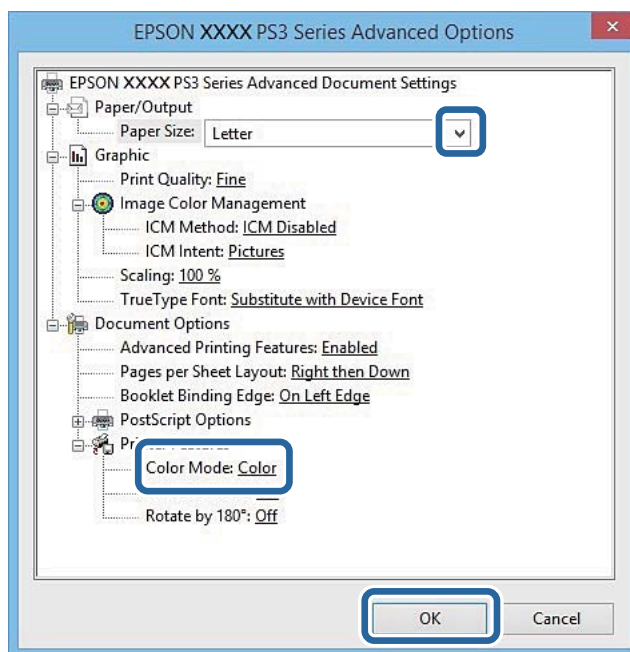 EPSON XXXX PS3 Series Advanced Options
EPSON XXXX PS3 Series Advanced Document Settings
Paper/Output
Paper Size: Letter
Graphic
Print Quality: Fine
Image Color Management
ICM Method: ICM Disabled
ICM Intent: Pictures
Scaling: 100 %
TrueType Font: Substitute with Device Font
Document Options
Advanced Printing Features: Enabled
Pages per Sheet Layout: Right then Down
Booklet Binding Edge: On Left Edge
PostScript Options
Color Mode: Color
Rotate by 180°: Off
OK Cancel